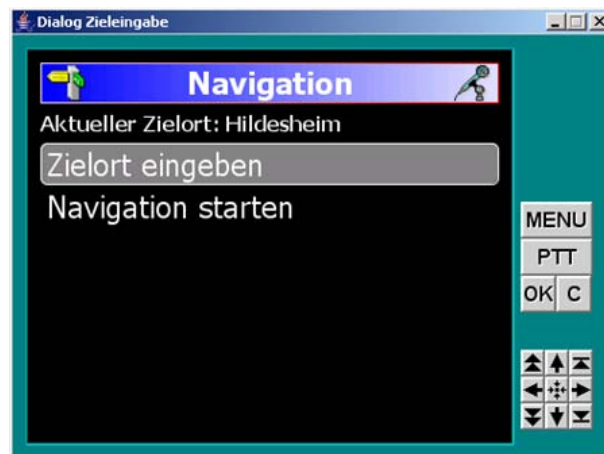 Dialog Zieleingabe
Navigation
Aktueller Zielort: Hildesheim
Zielort eingeben
Navigation starten
MENU
PTT
OK C